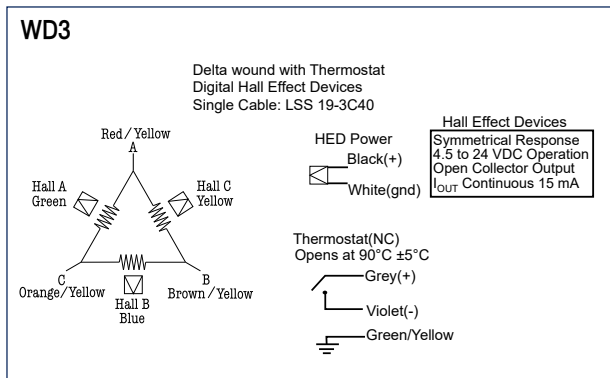 WD3
Delta wound with Thermostat
Digital Hall Effect Devices
Single Cable: LSS 19-3C40
Red/Yellow
A
Hall A
Green
Hall C
Yellow
C
Orange/Yellow
Hall B
Blue
B
Brown/Yellow
HED Power
Black(+)
White(gnd)
Hall Effect Devices
Symmetrical Response
4.5 to 24 VDC Operation
Open Collector Output
IOUT Continuous 15 mA
Thermostat(NC)
Opens at 90°C ±5°C
Grey(+)
Violet(-)
Green/Yellow